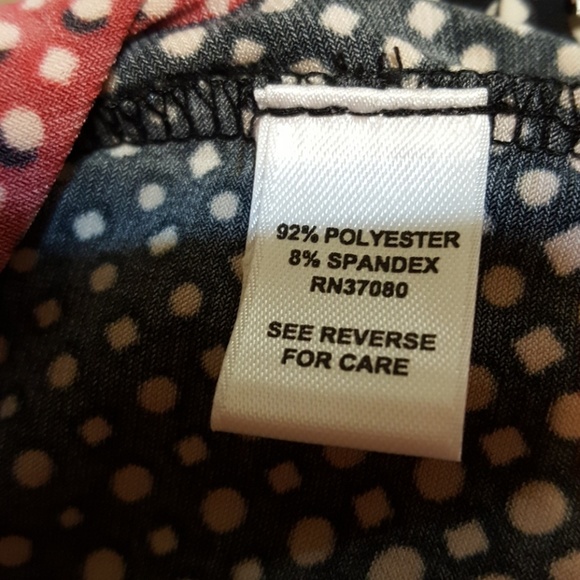 92% POLYESTER
8% SPANDEX
RN37080
SEE REVERSE
FOR CARE